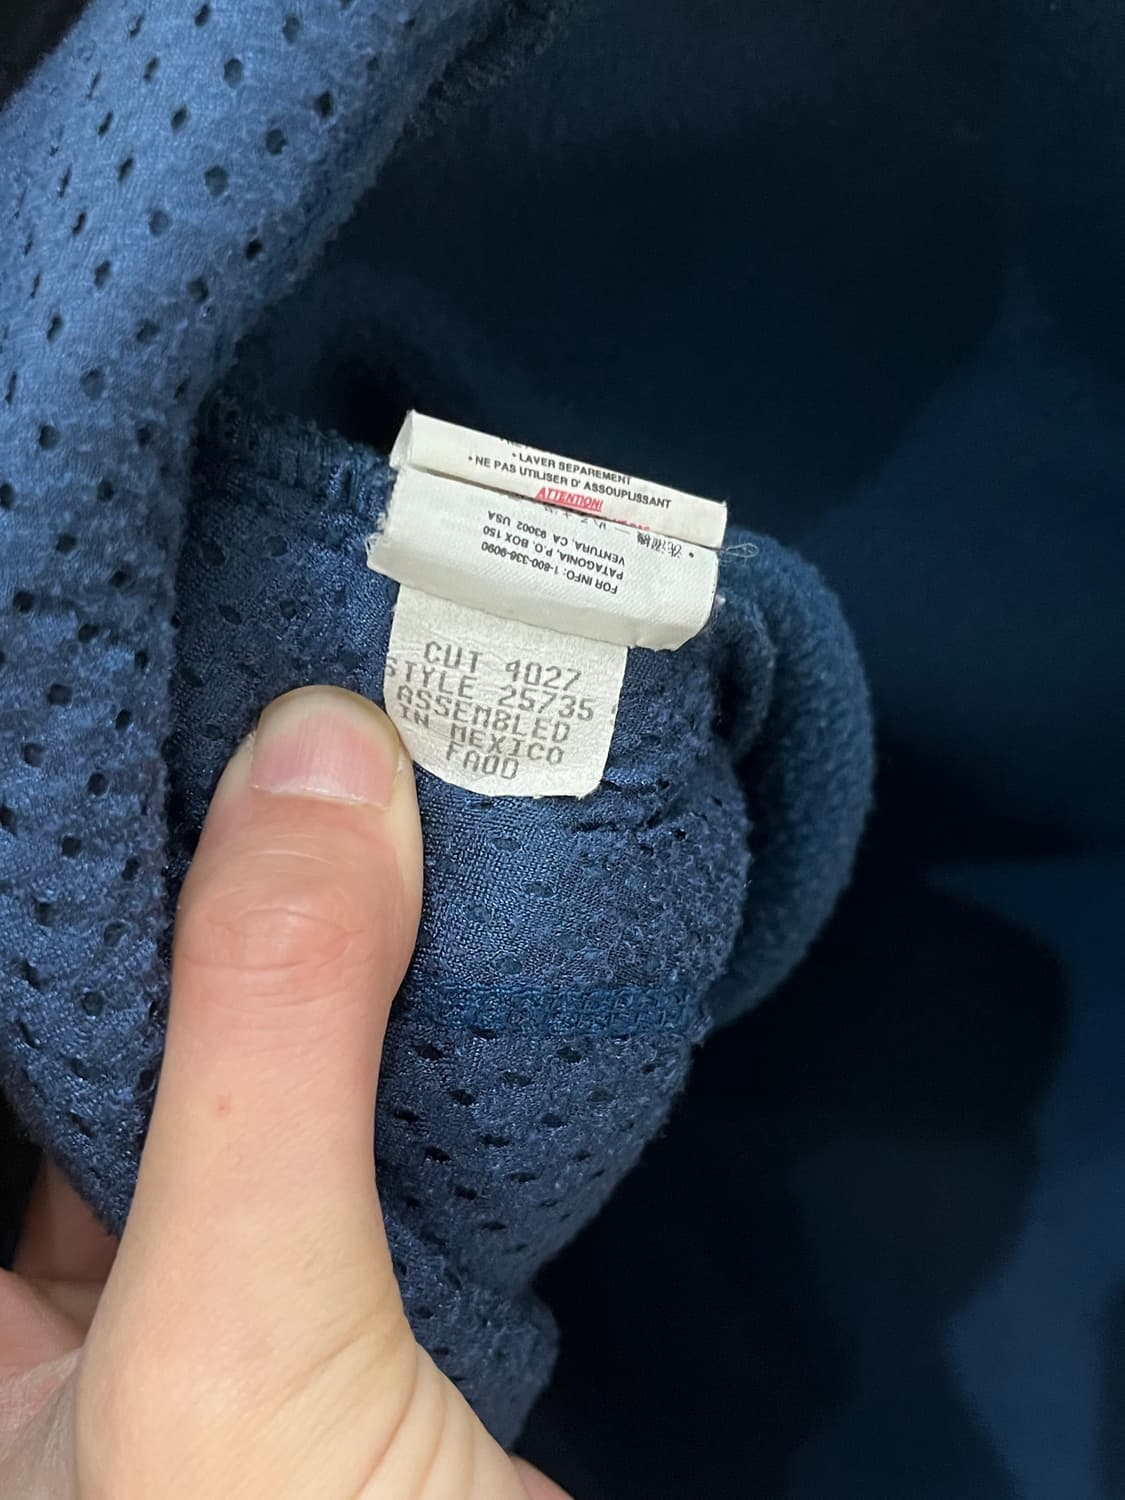 • LAVER SEPAREMENT
• NE PAS UTILISER D' ASSOUPLISSANT
ATTENTION!
FOR INFO: 1-800-336-9090
PATAGONIA, P.O. BOX 150
VENTURA, CA 93002 USA
CUT 4027
STYLE 25735
ASSEMBLED
IN MEXICO
FA00